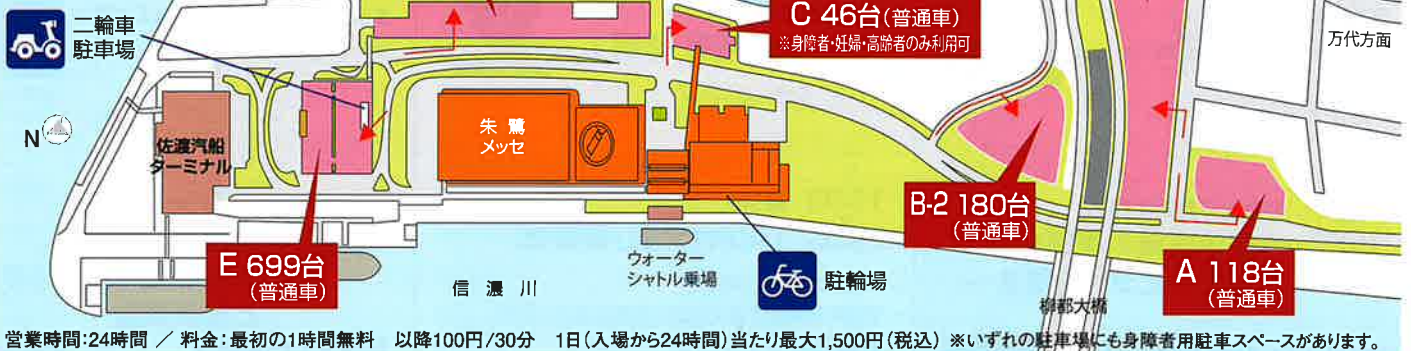 二輪車
駐車場
C 46台(普通車)
※身障者・妊婦・高齢者のみ利用可
万代方面
N
佐渡汽船
ターミナル
朱鷺
メッセ
B-2 180台
(普通車)
E 699台
(普通車)
ウォーター
シャトル乗場
駐輪場
A 118台
(普通車)
信濃川
柳都大橋
営業時間:24時間 / 料金:最初の1時間無料 以降100円/30分 1日(入場から24時間)当たり最大1,500円(税込) ※いずれの駐車場にも身障者用駐車スペースがあります。